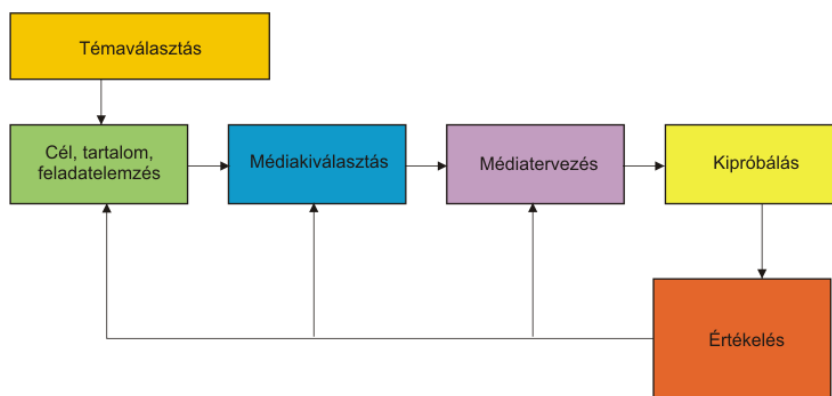 Témaválasztás
Cél, tartalom,
feladatelemzés
Médiakiválasztás
Médiatervezés
Kipróbálás
Értékelés